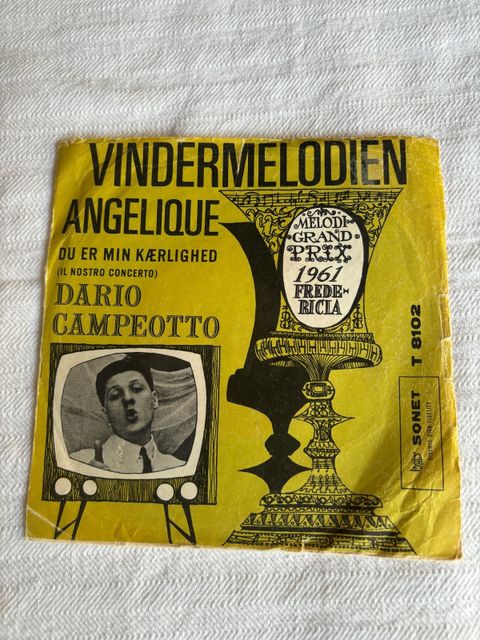 VINDERMELODIEN
ANGELIQUE
DU ER MIN KÆRLIGHED
(IL NOSTRO CONCERTO)
DARIO
CAMPEOTTO
MELODI
GRAND
PRIX
1961
FREDE-
RICIA
SONET T 8102